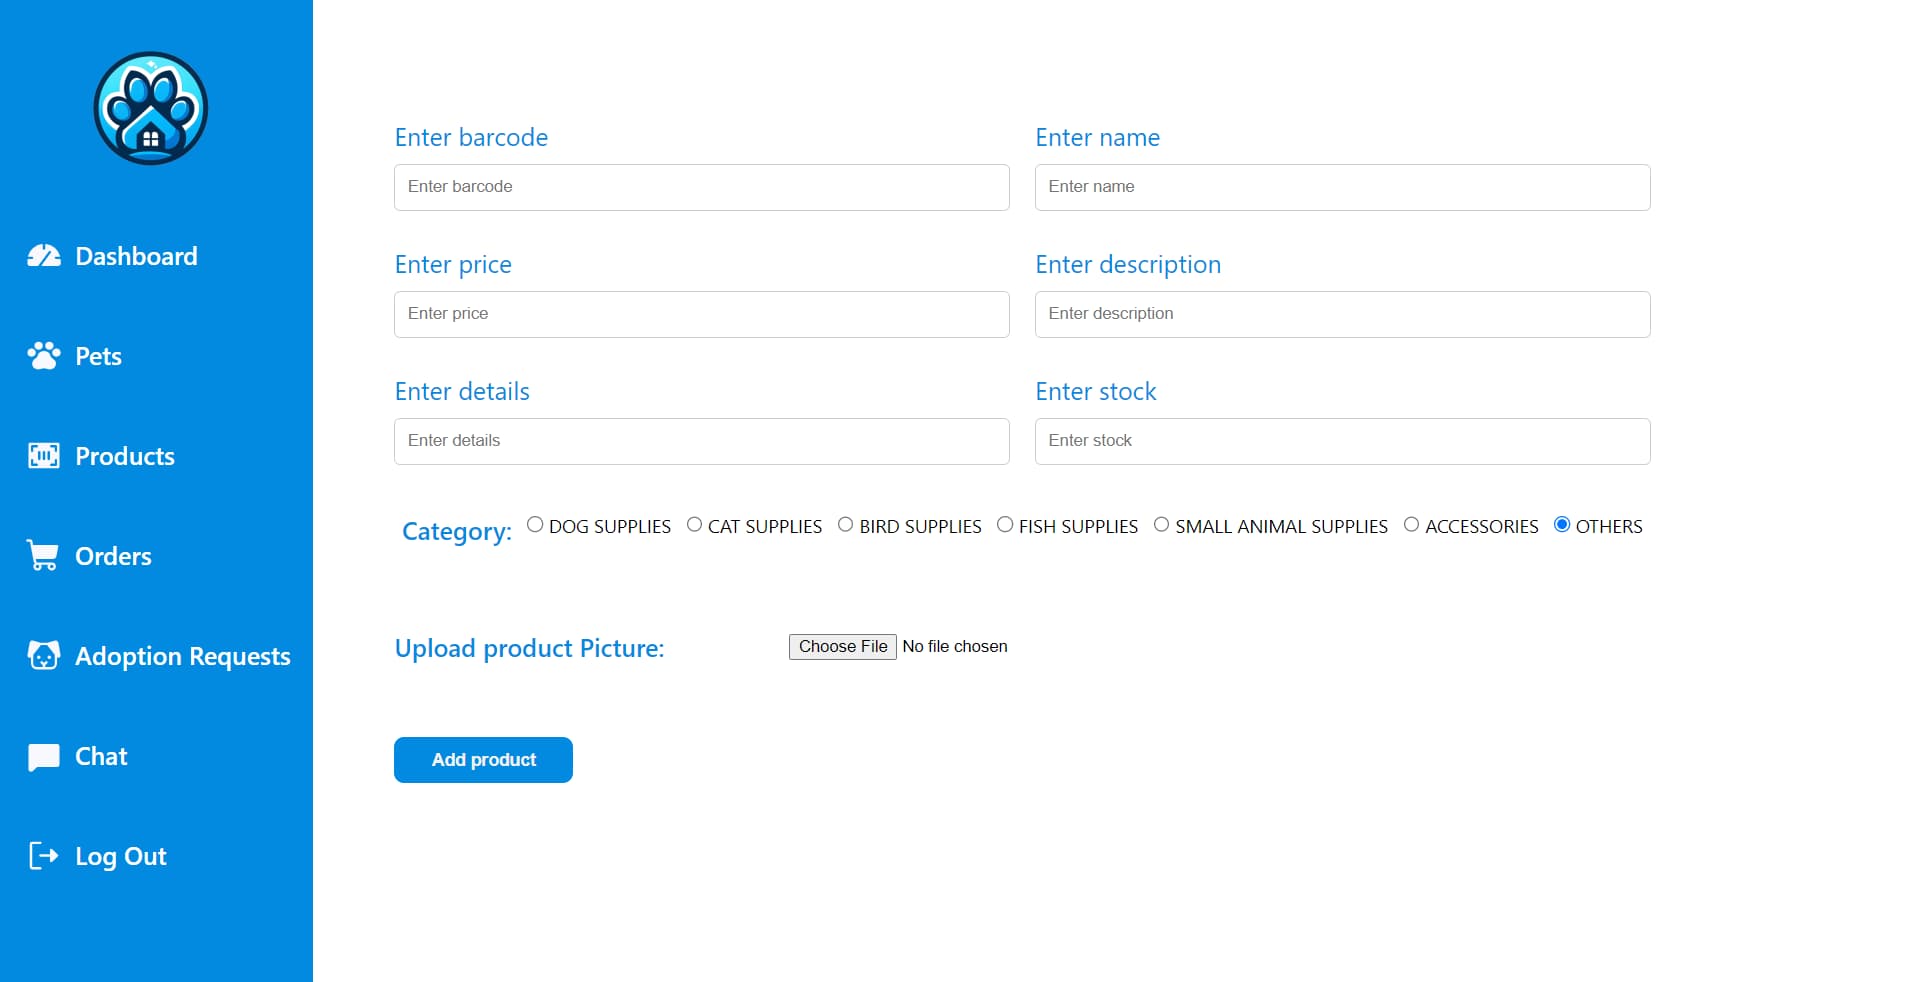 Dashboard
Pets
Products
Orders
Adoption Requests
Chat
Log Out
Enter barcode
Enter barcode
Enter name
Enter name
Enter price
Enter price
Enter description
Enter description
Enter details
Enter details
Enter stock
Enter stock
Category: DOG SUPPLIES CAT SUPPLIES BIRD SUPPLIES FISH SUPPLIES SMALL ANIMAL SUPPLIES ACCESSORIES OTHERS
Upload product Picture: Choose File No file chosen
Add product